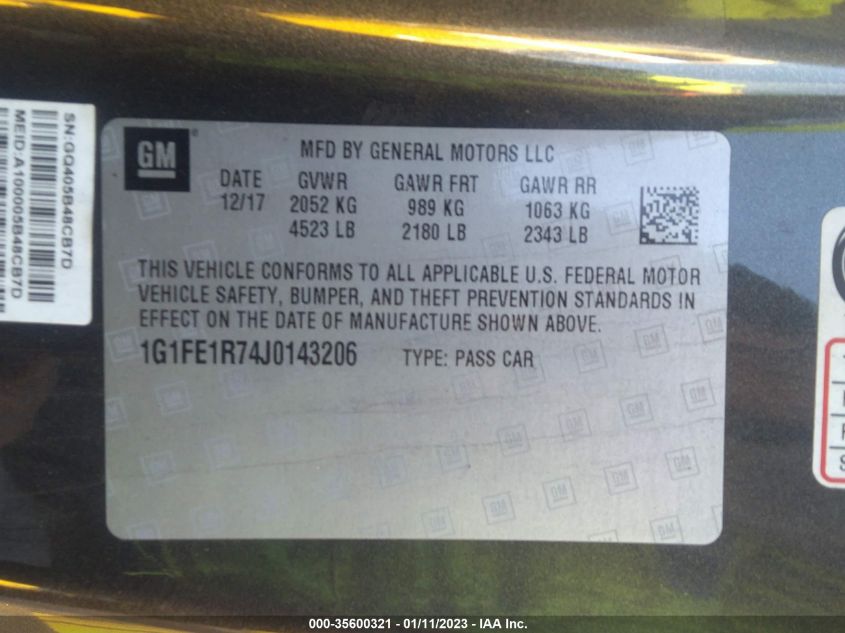 SN:GQ405B48CB7D
MEID:A100005B48CB7D
GM
MFD BY GENERAL MOTORS LLC
DATE GVWR GAWR FRT GAWR RR
12/17 2052 KG 989 KG 1063 KG
4523 LB 2180 LB 2343 LB
THIS VEHICLE CONFORMS TO ALL APPLICABLE U.S. FEDERAL MOTOR
VEHICLE SAFETY, BUMPER, AND THEFT PREVENTION STANDARDS IN
EFFECT ON THE DATE OF MANUFACTURE SHOWN ABOVE.
1G1FE1R74J0143206 TYPE: PASS CAR
000-35600321 - 01/11/2023 - IAA Inc.